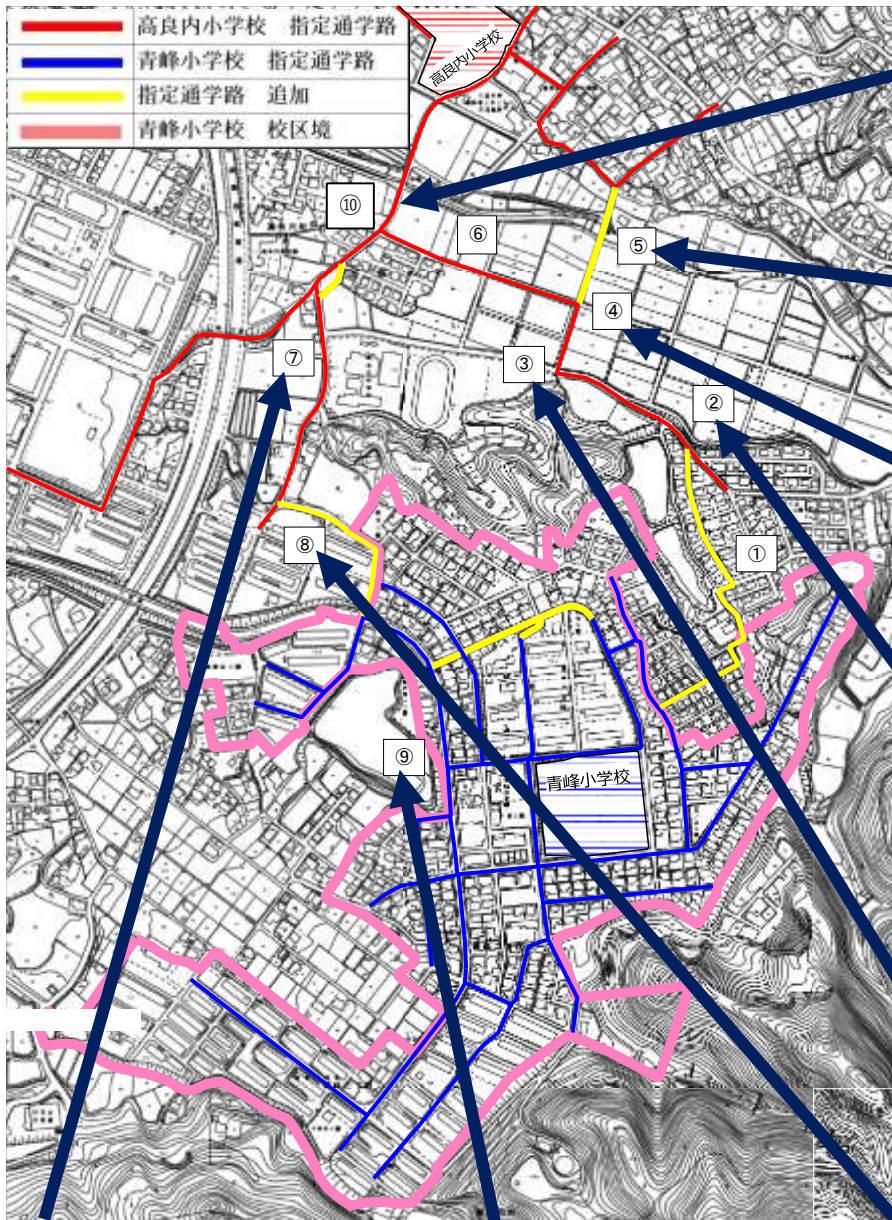 高良内小学校　指定通学路
青峰小学校　指定通学路
指定通学路　追加
青峰小学校　校区境
高良内小学校
⑩
⑥
⑤
④
③
⑦
②
①
⑧
⑨
青峰小学校